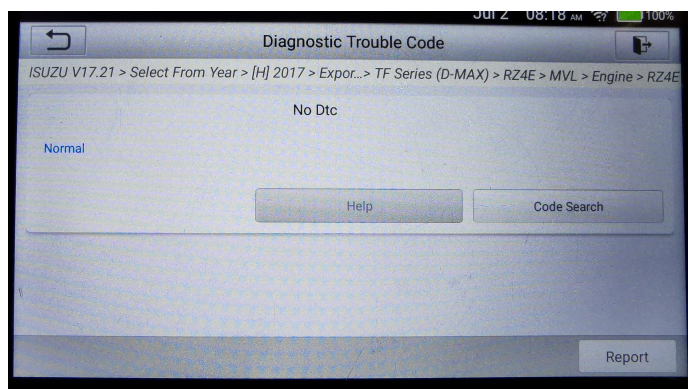 Jul 2 08:18 AM 100%
Diagnostic Trouble Code
ISUZU V17.21 > Select From Year > [H] 2017 > Expor...> TF Series (D-MAX) > RZ4E > MVL > Engine > RZ4E
No Dtc
Normal
Help
Code Search
Report